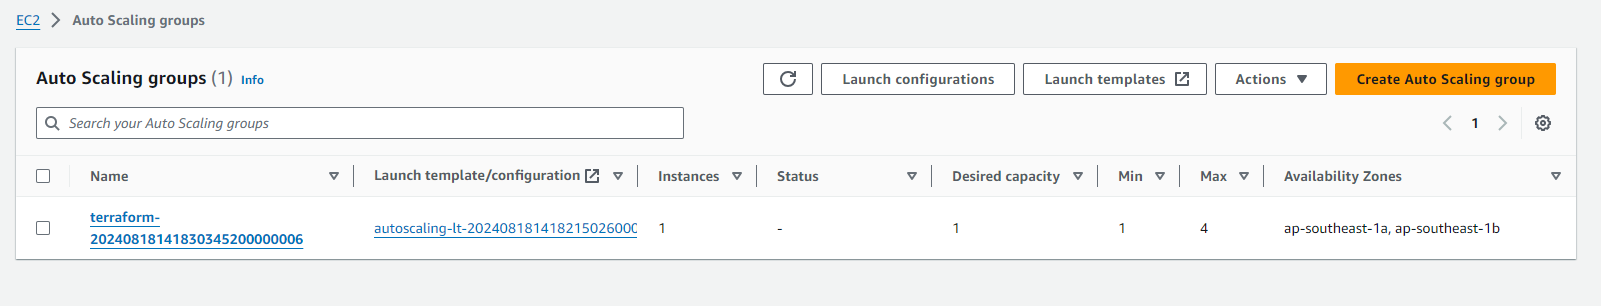 EC2 > Auto Scaling groups
Auto Scaling groups (1) Info
Launch configurations
Launch templates
Actions
Create Auto Scaling group
Search your Auto Scaling groups
1
Name
Launch template/configuration
Instances
Status
Desired capacity
Min
Max
Availability Zones
terraform-
20240818141830345200000006
autoscaling-lt-202408181418215026000
1
-
1
1
4
ap-southeast-1a, ap-southeast-1b